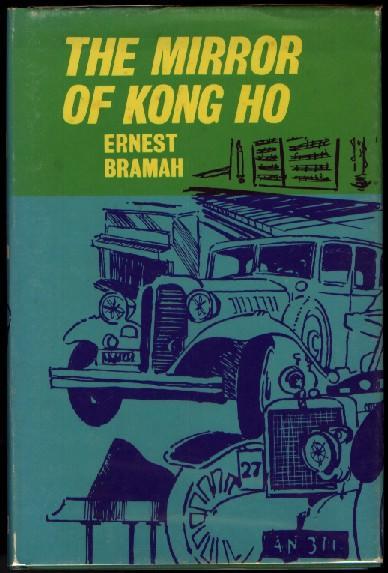 THE MIRROR
OF KONG HO
ERNEST
BRAMAH
27
AN 311